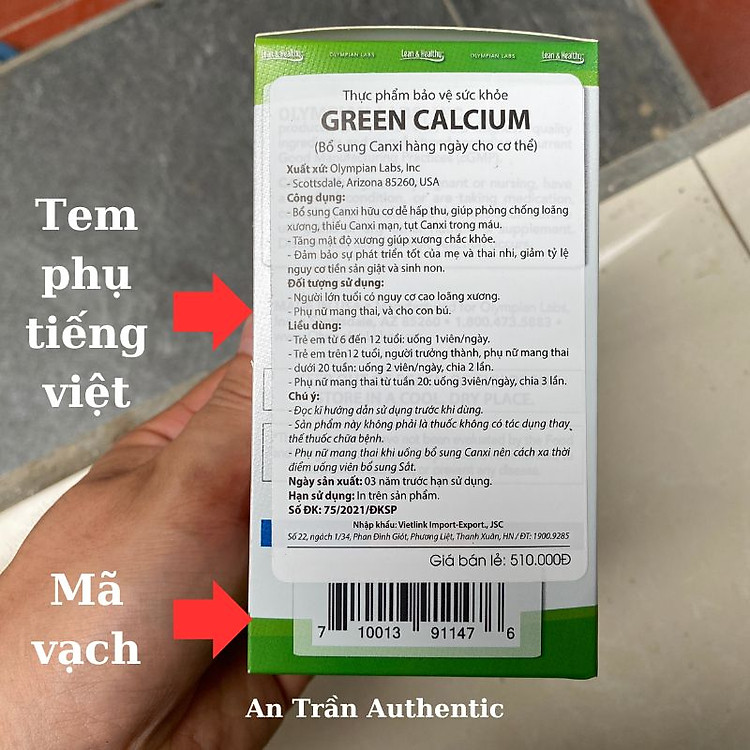 Lean & Healthy OLYMPIAN LABS Lean & Healthy OLYMPIAN LABS Lean & Healthy
Thực phẩm bảo vệ sức khỏe
GREEN CALCIUM
(Bổ sung Canxi hàng ngày cho cơ thể)
Xuất xứ: Olympian Labs, Inc
- Scottsdale, Arizona 85260, USA
Công dụng:
- Bổ sung Canxi hữu cơ dễ hấp thu, giúp phòng chống loãng
xương, thiếu Canxi mạn, tụt Canxi trong máu.
- Tăng mật độ xương giúp xương chắc khỏe.
- Đảm bảo sự phát triển tốt của mẹ và thai nhi, giảm tỷ lệ
nguy cơ tiền sản giật và sinh non.
Đối tượng sử dụng:
- Người lớn tuổi có nguy cơ cao loãng xương.
- Phụ nữ mang thai, và cho con bú.
Liều dùng:
- Trẻ em từ 6 đến 12 tuổi: uống 1viên/ngày.
- Trẻ em trên12 tuổi, người trưởng thành, phụ nữ mang thai
dưới 20 tuần: uống 2 viên/ngày, chia 2 lần.
- Phụ nữ mang thai từ tuần 20: uống 3viên/ngày, chia 3 lần.
Chú ý:
- Đọc kĩ hướng dẫn sử dụng trước khi dùng.
- Sản phẩm này không phải là thuốc không có tác dụng thay
thế thuốc chữa bệnh.
- Phụ nữ mang thai khi uống bổ sung Canxi nên cách xa thời
điểm uống viên bổ sung Sắt.
Ngày sản xuất: 03 năm trước hạn sử dụng.
Hạn sử dụng: In trên sản phẩm.
Số ĐK: 75/2021/ĐKSP
Nhập khẩu: Vietlink Import-Export., JSC
Số 22, ngách 1/34, Phan Đình Giót, Phương Liệt, Thanh Xuân, HN / ĐT: 1900.9285
Giá bán lẻ: 510.000Đ
7 10013 91147 6
Tem
phụ
tiếng
việt
Mã
vạch
An Trần Authentic